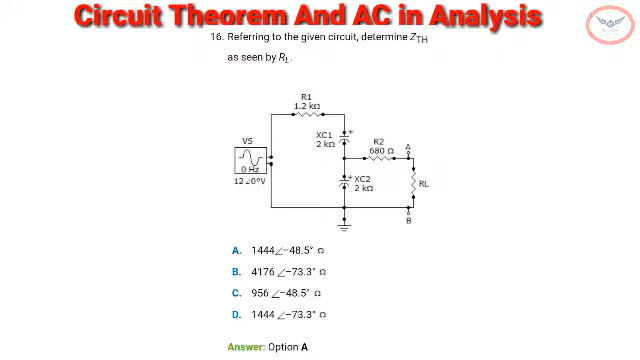 Circuit Theorem And AC in Analysis
16. Referring to the given circuit, determine ZTH
as seen by RL.
R1
1.2 kΩ
XC1
2 kΩ
+
R2
680 Ω
A
VS
0 Hz
12∠0°V
+
XC2
2 kΩ
RL
B
A. 1444∠−48.5° Ω
B. 4176 ∠−73.3° Ω
C. 956 ∠−48.5° Ω
D. 1444 ∠−73.3° Ω
Answer: Option A